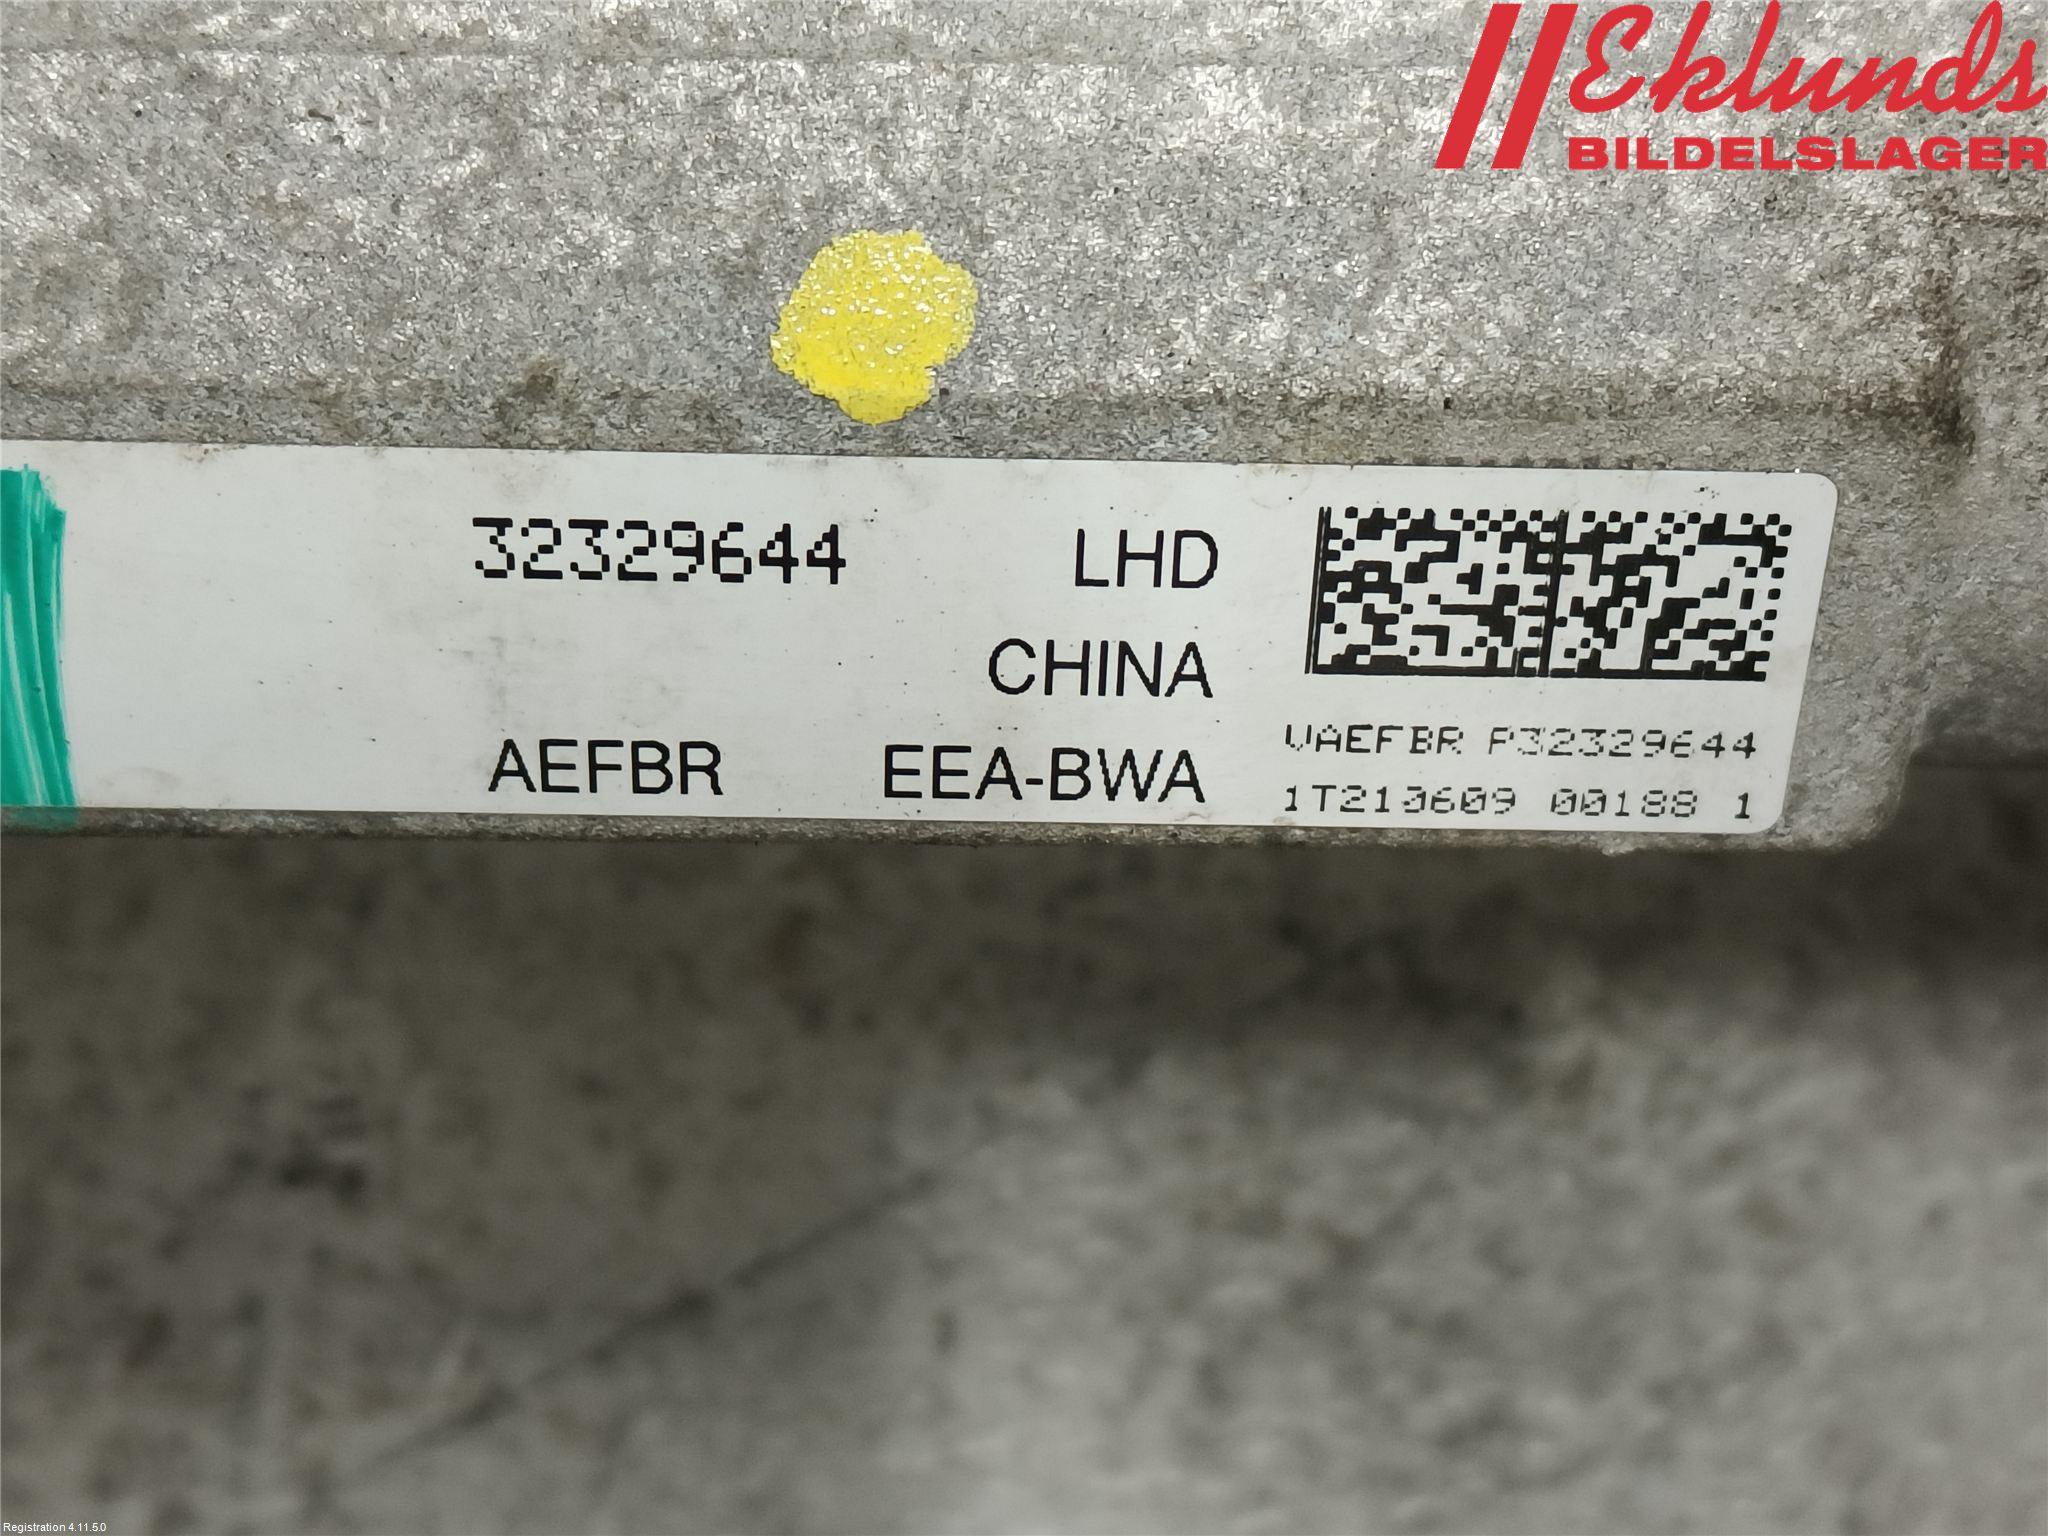 Eklunds
BILDELSLAGER
32329644 LHD
CHINA
AEFBR EEA-BWA
VAEFBR P32329644
1T210609 00188 1
Registration 4.11.5.0